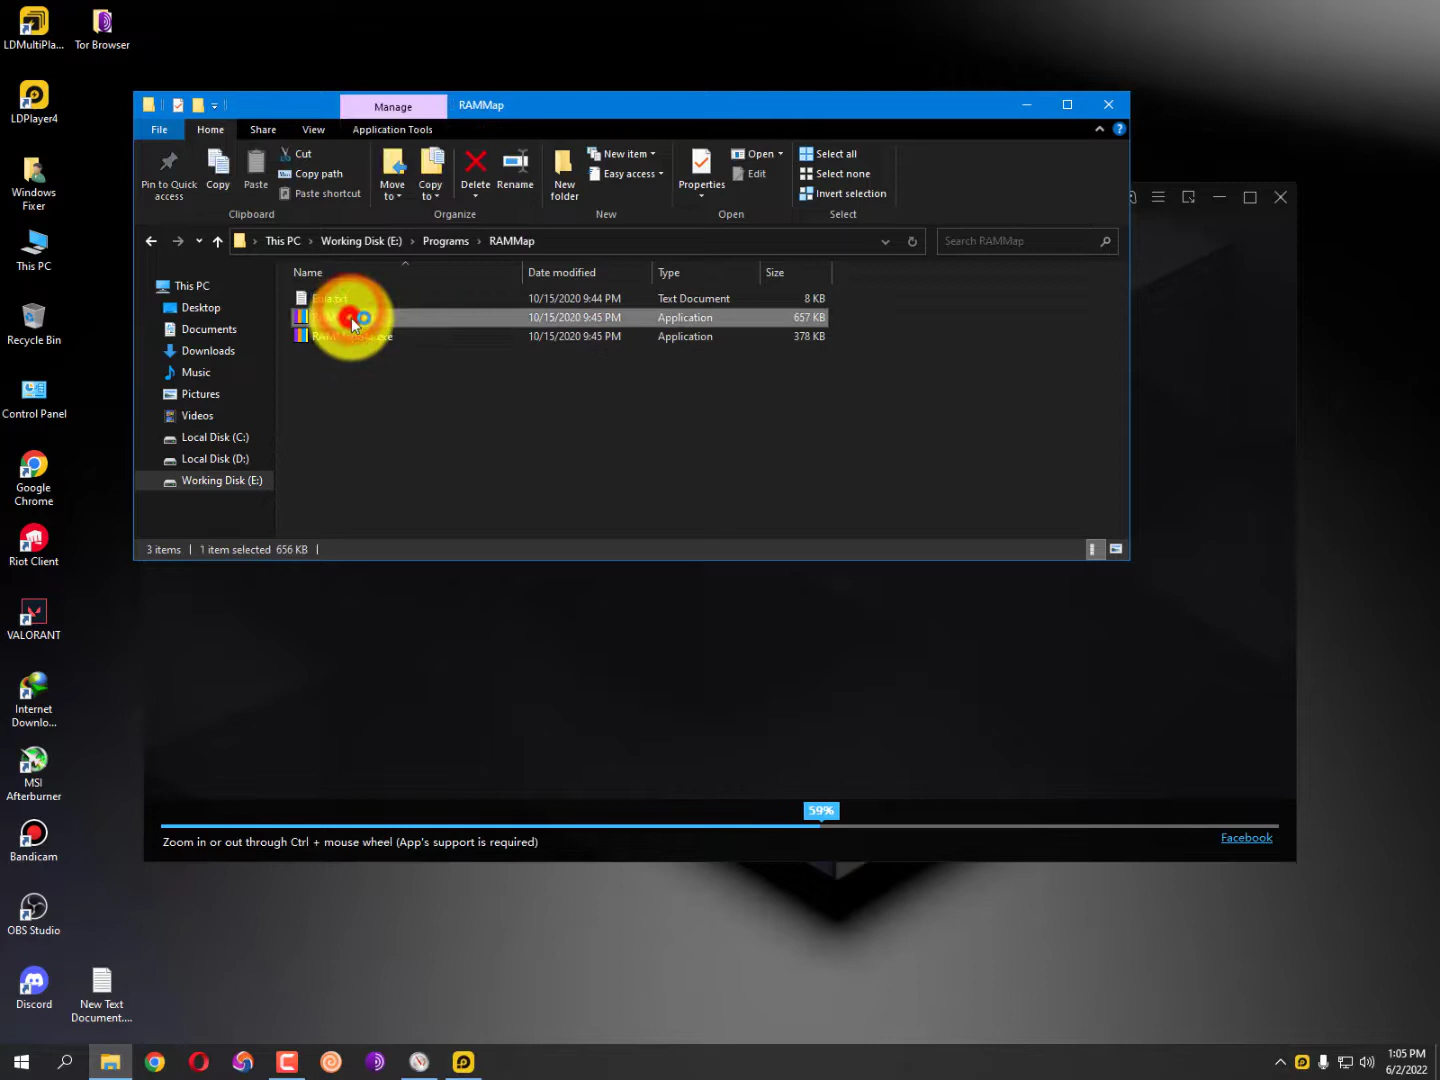 LDMultiPla...
Tor Browser
LDPlayer4
Windows
Fixer
This PC
Recycle Bin
Control Panel
Google
Chrome
Riot Client
VALORANT
Internet
Downlo...
MSI
Afterburner
Bandicam
OBS Studio
Discord
New Text
Document....
Manage
RAMMap
File
Home
Share
View
Application Tools
Pin to Quick
access
Copy
Paste
Cut
Copy path
Paste shortcut
Clipboard
Move
to
Copy
to
Delete
Rename
Organize
New
folder
New item
Easy access
New
Properties
Open
Edit
Open
Select all
Select none
Invert selection
Select
This PC
Working Disk (E:)
Programs
RAMMap
Search RAMMap
This PC
Desktop
Documents
Downloads
Music
Pictures
Videos
Local Disk (C:)
Local Disk (D:)
Working Disk (E:)
Name
Date modified
Type
Size
Eula.txt
10/15/2020 9:44 PM
Text Document
8 KB
10/15/2020 9:45 PM
Application
657 KB
10/15/2020 9:45 PM
Application
378 KB
3 items
1 item selected 656 KB
59%
Zoom in or out through Ctrl + mouse wheel (App's support is required)
Facebook
1:05 PM
6/2/2022